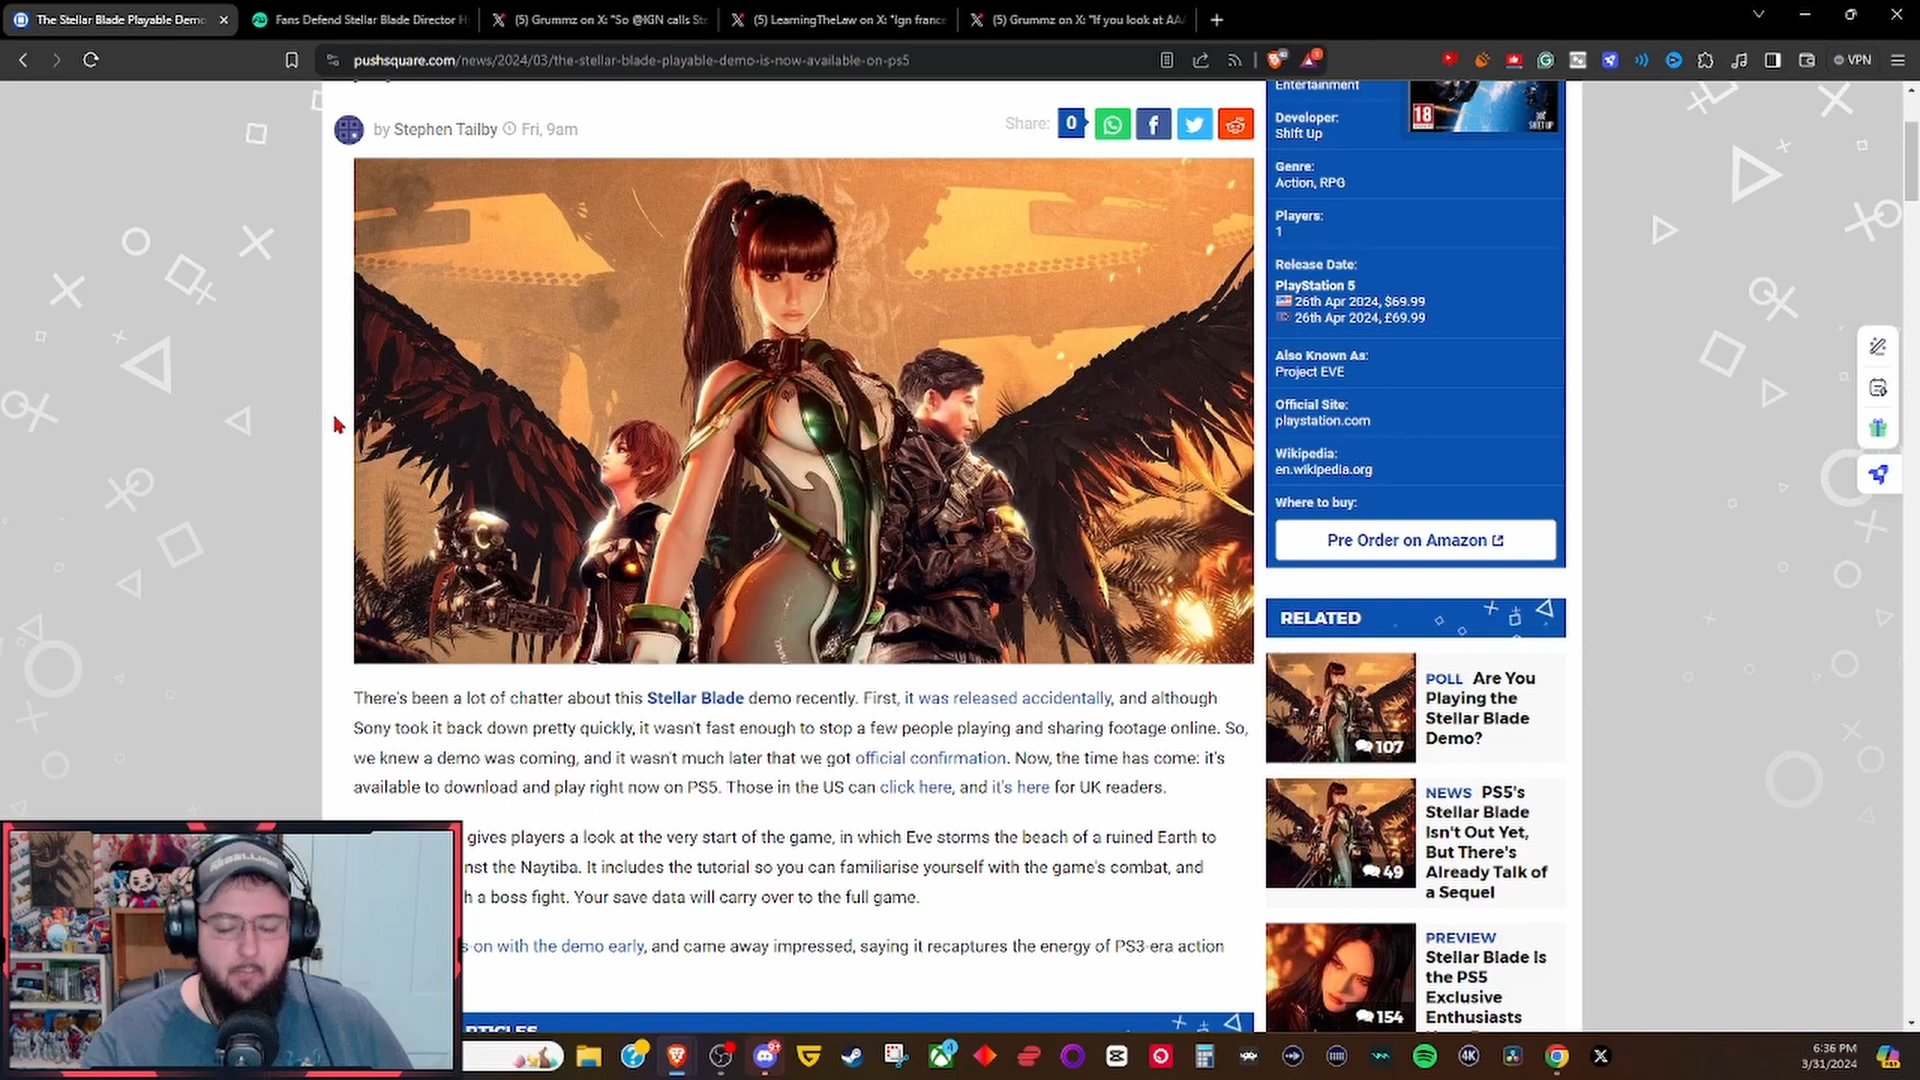 The Stellar Blade Playable Demo
Fans Defend Stellar Blade Director H
(5) Grummz on X: "So @IGN calls St
(5) LearningTheLaw on X: "Ign france
(5) Grummz on X: "If you look at AA
pushsquare.com/news/2024/03/the-stellar-blade-playable-demo-is-now-available-on-ps5
VPN
by Stephen Tailby Fri, 9am
Share: 0
There's been a lot of chatter about this Stellar Blade demo recently. First, it was released accidentally, and although
Sony took it back down pretty quickly, it wasn't fast enough to stop a few people playing and sharing footage online. So,
we knew a demo was coming, and it wasn't much later that we got official confirmation. Now, the time has come: it's
available to download and play right now on PS5. Those in the US can click here, and it's here for UK readers.
gives players a look at the very start of the game, in which Eve storms the beach of a ruined Earth to
nst the Naytiba. It includes the tutorial so you can familiarise yourself with the game's combat, and
h a boss fight. Your save data will carry over to the full game.
s on with the demo early, and came away impressed, saying it recaptures the energy of PS3-era action
RTICLES
Entertainment
Developer:
Shift Up
18
SHIFT UP
Genre:
Action, RPG
Players:
1
Release Date:
PlayStation 5
26th Apr 2024, $69.99
26th Apr 2024, £69.99
Also Known As:
Project EVE
Official Site:
playstation.com
Wikipedia:
en.wikipedia.org
Where to buy:
Pre Order on Amazon
RELATED
POLL Are You
Playing the
Stellar Blade
Demo?
107
NEWS PS5's
Stellar Blade
Isn't Out Yet,
But There's
Already Talk of
a Sequel
49
PREVIEW
Stellar Blade Is
the PS5
Exclusive
Enthusiasts
154
9+
4
4K
6:36 PM
3/31/2024